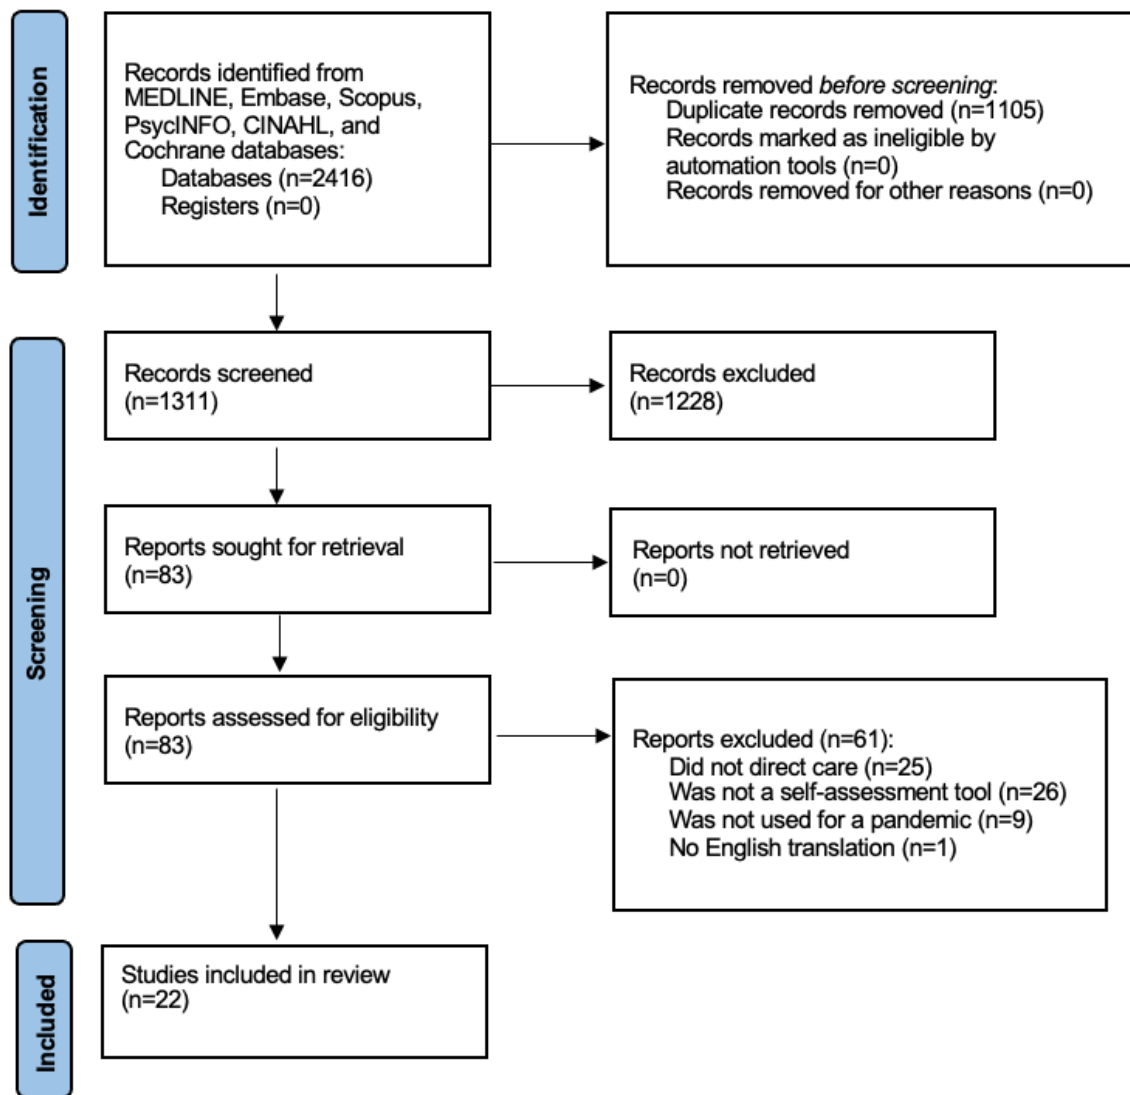 Identification
Records identified from
MEDLINE, Embase, Scopus,
PsycINFO, CINAHL, and
Cochrane databases:
Databases (n=2416)
Registers (n=0)
Records removed before screening:
Duplicate records removed (n=1105)
Records marked as ineligible by
automation tools (n=0)
Records removed for other reasons (n=0)
Screening
Records screened
(n=1311)
Records excluded
(n=1228)
Reports sought for retrieval
(n=83)
Reports not retrieved
(n=0)
Reports assessed for eligibility
(n=83)
Reports excluded (n=61):
Did not direct care (n=25)
Was not a self-assessment tool (n=26)
Was not used for a pandemic (n=9)
No English translation (n=1)
Included
Studies included in review
(n=22)